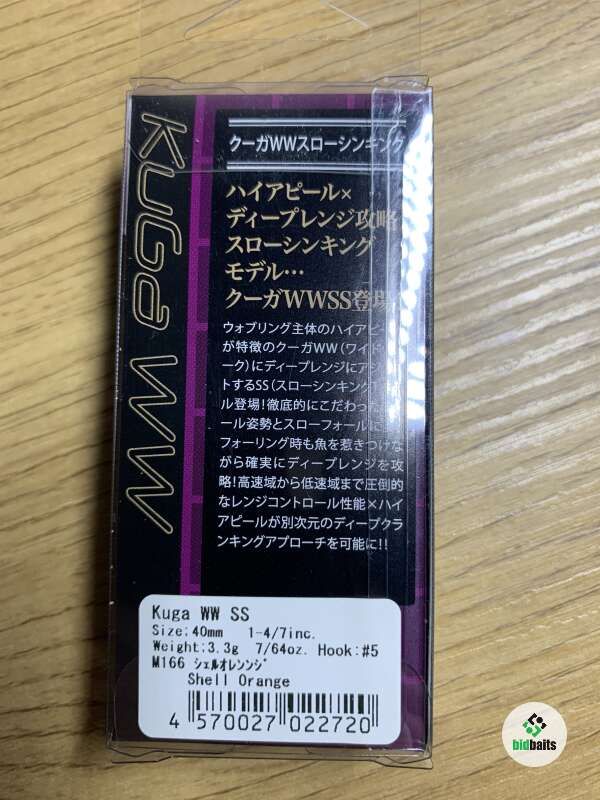 KUGa WW
クーガWWスローシンキング
ハイアピール×
ディープレンジ攻略
スローシンキング
モデル…
クーガWWSS登場
ウォブリング主体のハイアピ
が特徴のクーガWW(ワイド
ーク)にディープレンジにアジ
トするSS(スローシンキング)
ル登場!徹底的にこだわった
ール姿勢とスローフォールに
フォーリング時も魚を惹きつけな
がら確実にディープレンジを攻
略!高速域から低速域まで圧倒的
なレンジコントロール性能×ハイ
アピールが別次元のディープクラ
ンキングアプローチを可能に!!
Kuga WW SS
Size:40mm 1-4/7inc.
Weight:3.3g 7/64oz. Hook:#5
M166 シェルオレンンジ
Shell Orange
4 570027 022720
bidbaits